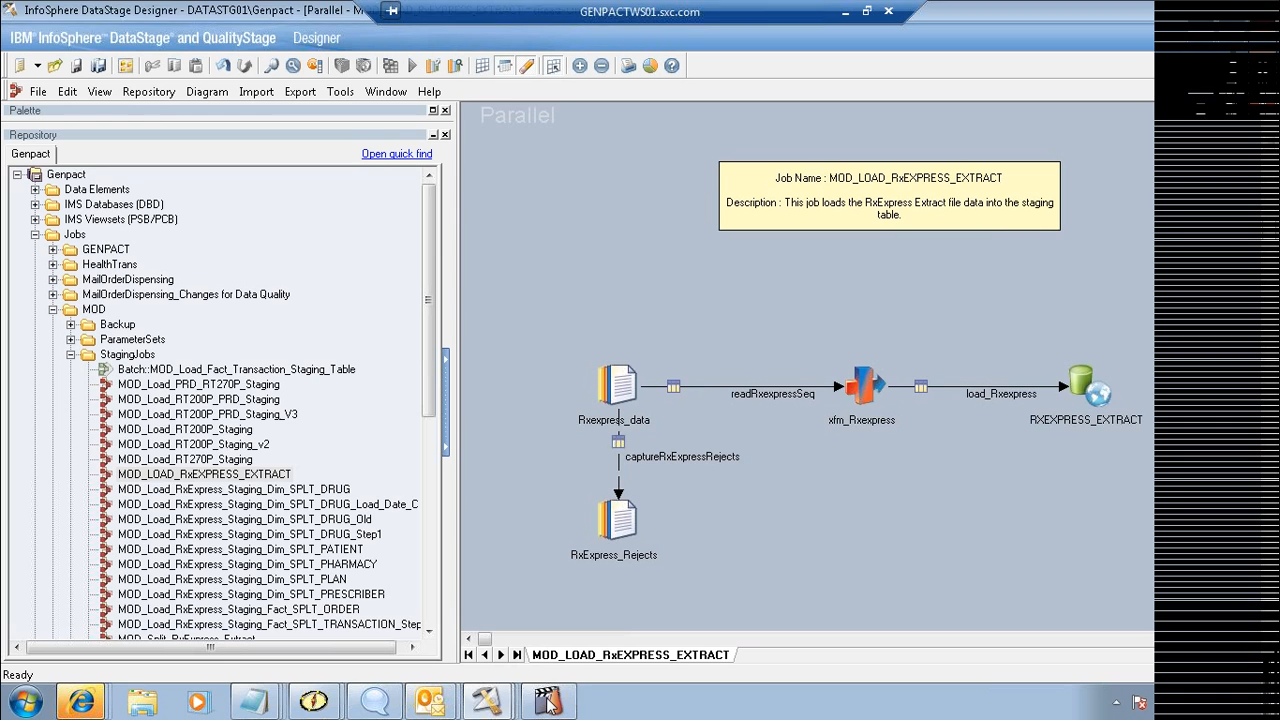 InfoSphere DataStage Designer - DATASTG01\Genpact - [Parallel - M
GENPACTWS01.sxc.com
IBM® InfoSphere® DataStage® and QualityStage® Designer
File Edit View Repository Diagram Import Export Tools Window Help
Palette
Repository
Genpact Open quick find
Genpact
Data Elements
IMS Databases (DBD)
IMS Viewsets (PSB/PCB)
Jobs
GENPACT
HealthTrans
MailOrderDispensing
MailOrderDispensing_Changes for Data Quality
MOD
Backup
ParameterSets
StagingJobs
Batch::MOD_Load_Fact_Transaction_Staging_Table
MOD_Load_PRD_RT270P_Staging
MOD_Load_RT200P_PRD_Staging
MOD_Load_RT200P_PRD_Staging_V3
MOD_Load_RT200P_Staging
MOD_Load_RT200P_Staging_v2
MOD_Load_RT270P_Staging
MOD_LOAD_RxEXPRESS_EXTRACT
MOD_Load_RxExpress_Staging_Dim_SPLT_DRUG
MOD_Load_RxExpress_Staging_Dim_SPLT_DRUG_Load_Date_C
MOD_Load_RxExpress_Staging_Dim_SPLT_DRUG_Old
MOD_Load_RxExpress_Staging_Dim_SPLT_DRUG_Step1
MOD_Load_RxExpress_Staging_Dim_SPLT_PATIENT
MOD_Load_RxExpress_Staging_Dim_SPLT_PHARMACY
MOD_Load_RxExpress_Staging_Dim_SPLT_PLAN
MOD_Load_RxExpress_Staging_Dim_SPLT_PRESCRIBER
MOD_Load_RxExpress_Staging_Fact_SPLT_ORDER
MOD_Load_RxExpress_Staging_Fact_SPLT_TRANSACTION_Step
MOD_Split_RxExpress_Extract
Parallel
Job Name : MOD_LOAD_RxEXPRESS_EXTRACT
Description : This job loads the RxExpress Extract file data into the staging
table.
readRxexpressSeq
load_Rxexpress
Rxexpress_data
xfm_Rxexpress
RXEXPRESS_EXTRACT
captureRxExpressRejects
RxExpress_Rejects
MOD_LOAD_RxEXPRESS_EXTRACT
Ready